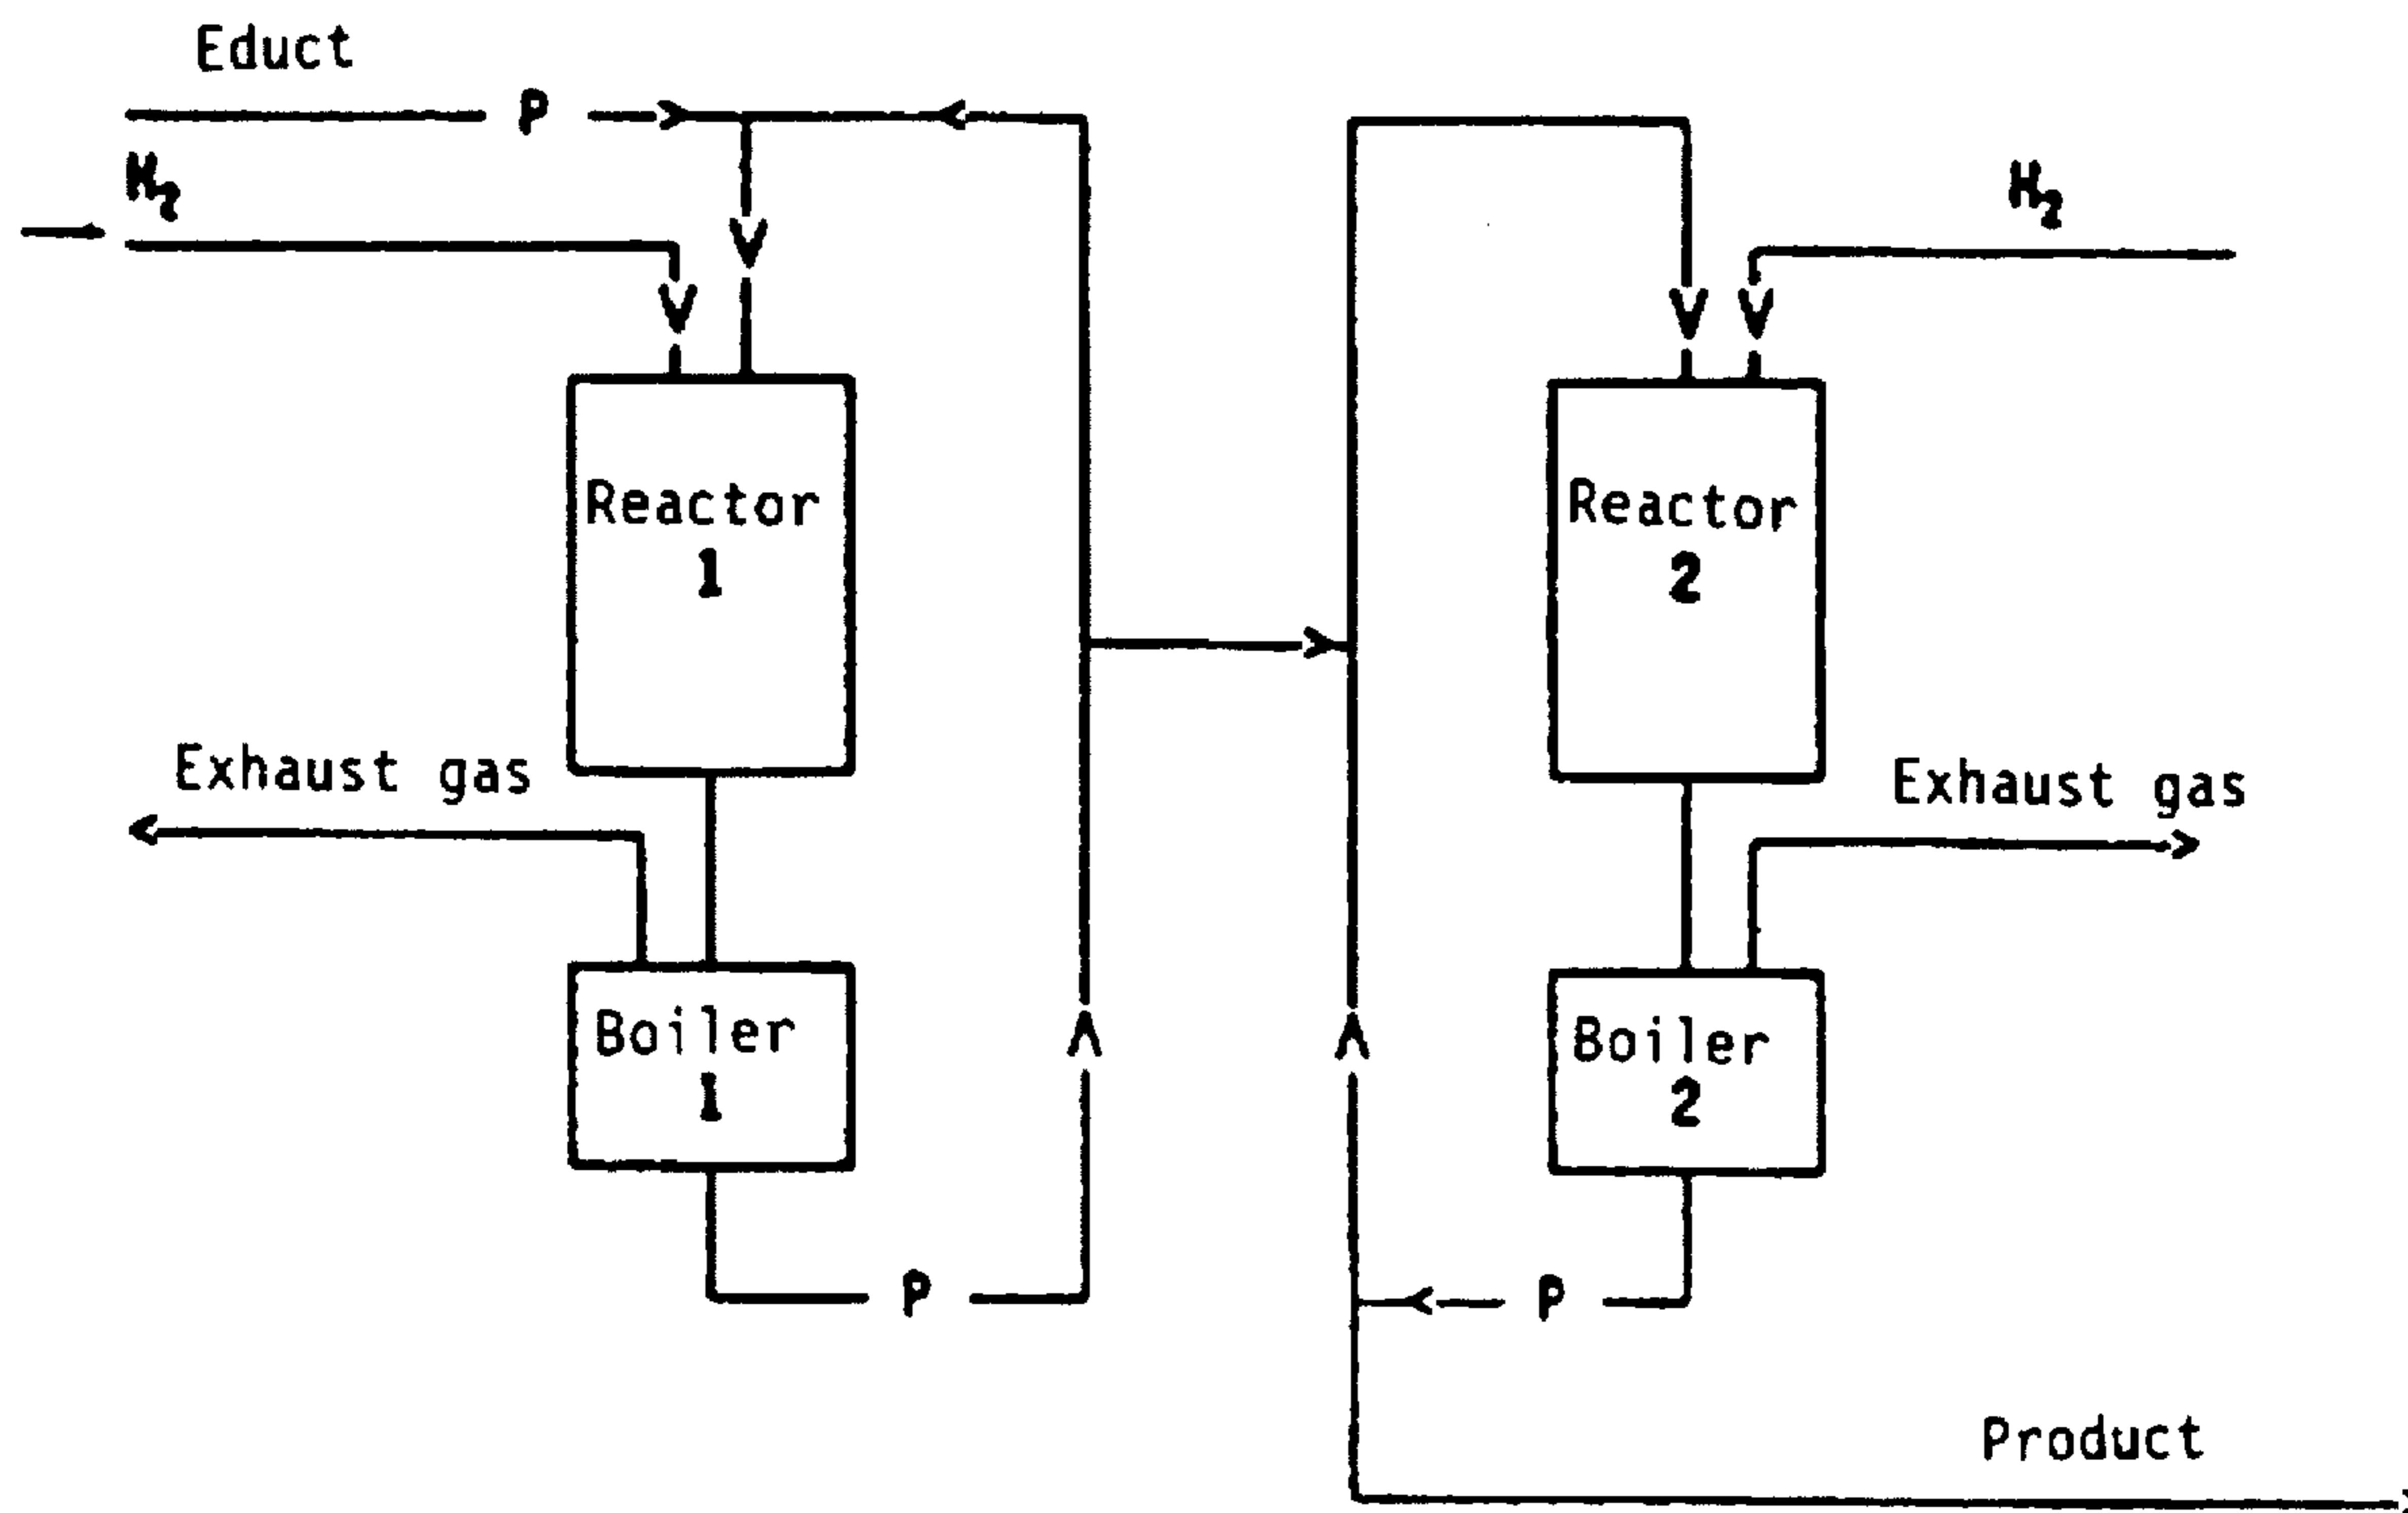 Educt
P
H2
H2
Reactor
1
Reactor
2
Exhaust gas
Exhaust gas
Boiler
1
Boiler
2
P
P
Product